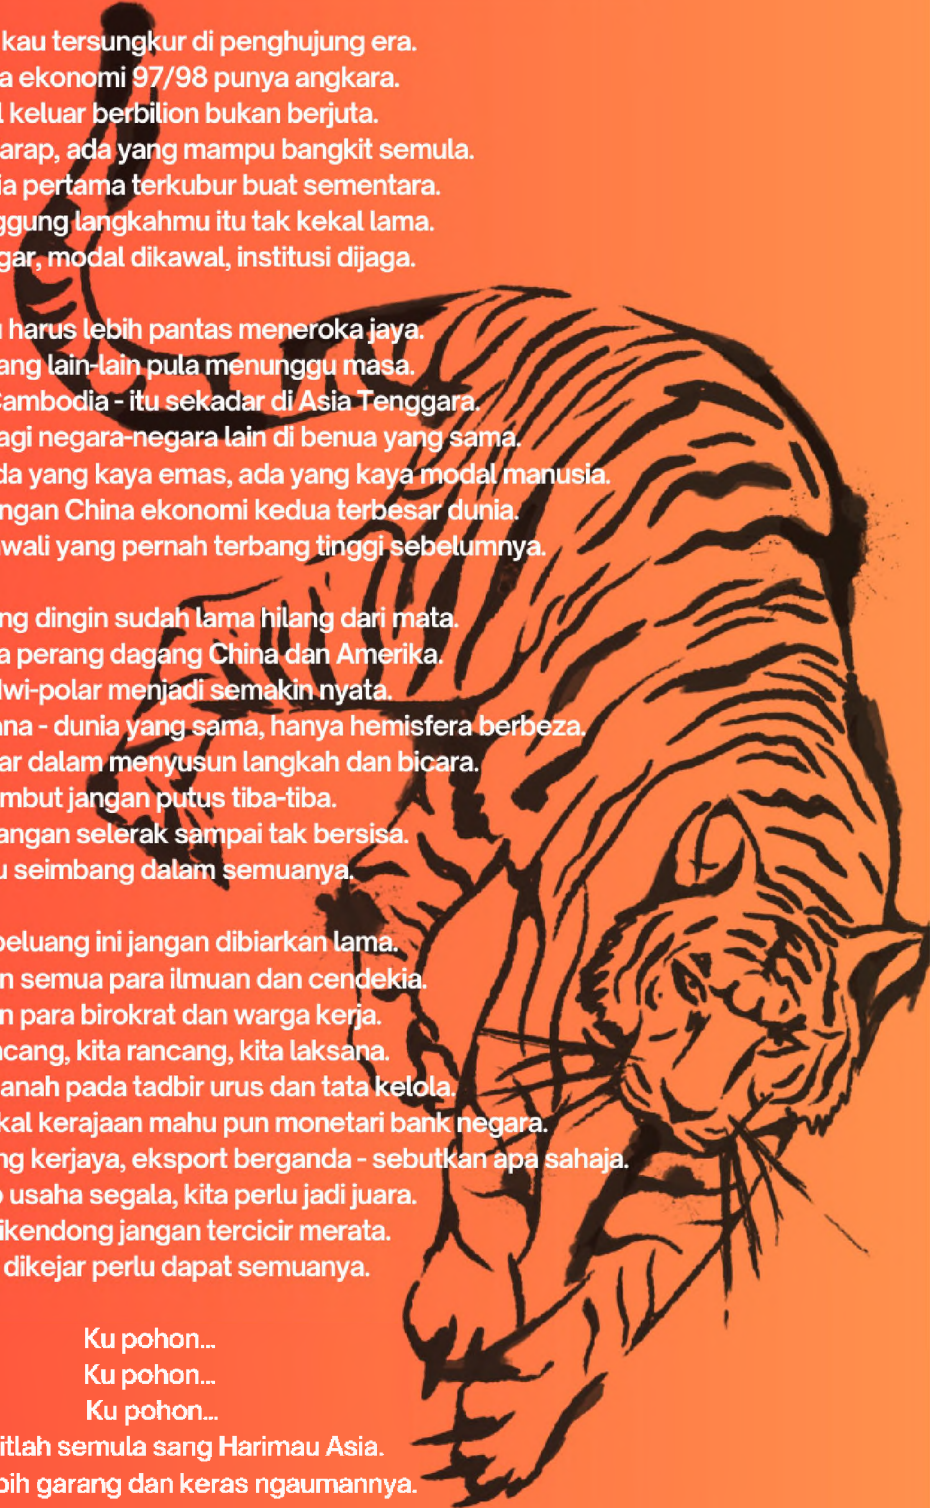 kau tersungkur di penghujung era.
a ekonomi 97/98 punya angkara.
l keluar berbilion bukan berjuta.
arap, ada yang mampu bangkit semula.
ia pertama terkubur buat sementara.
ggung langkahmu itu tak kekal lama.
gar, modal dikawal, institusi dijaga.
u harus lebih pantas meneroka jaya.
ang lain-lain pula menunggu masa.
Cambodia - itu sekadar di Asia Tenggara.
agi negara-negara lain di benua yang sama.
da yang kaya emas, ada yang kaya modal manusia.
ngan China ekonomi kedua terbesar dunia.
wali yang pernah terbang tinggi sebelumnya.
ng dingin sudah lama hilang dari mata.
a perang dagang China dan Amerika.
dwi-polar menjadi semakin nyata.
ana - dunia yang sama, hanya hemisfera berbeza.
ar dalam menyusun langkah dan bicara.
mbut jangan putus tiba-tiba.
angan selerak sampai tak bersisa.
u seimbang dalam semuanya.
peluang ini jangan dibiarkan lama.
n semua para ilmuan dan cendekia.
n para birokrat dan warga kerja.
ncang, kita rancang, kita laksana.
anah pada tadbir urus dan tata kelola.
kal kerajaan mahu pun monetari bank negara.
ng kerjaya, eksport berganda - sebutkan apa sahaja.
p usaha segala, kita perlu jadi juara.
ikendong jangan tercicir merata.
dikejar perlu dapat semuanya.
Ku pohon...
Ku pohon...
Ku pohon...
itlah semula sang Harimau Asia.
bih garang dan keras ngaumannya.